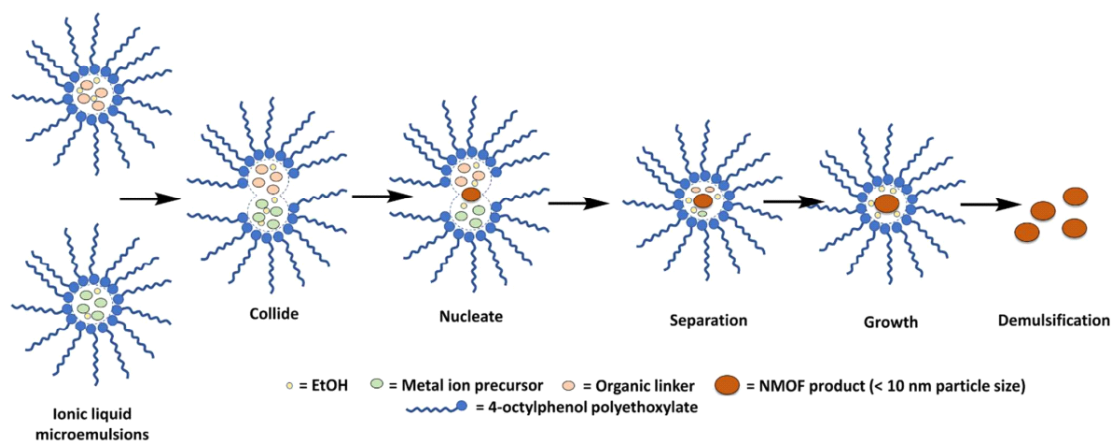 Collide
Nucleate
Separation
Growth
Demulsification
= EtOH
= Metal ion precursor
= Organic linker
= NMOF product (< 10 nm particle size)
= 4-octylphenol polyethoxylate
Ionic liquid
microemulsions